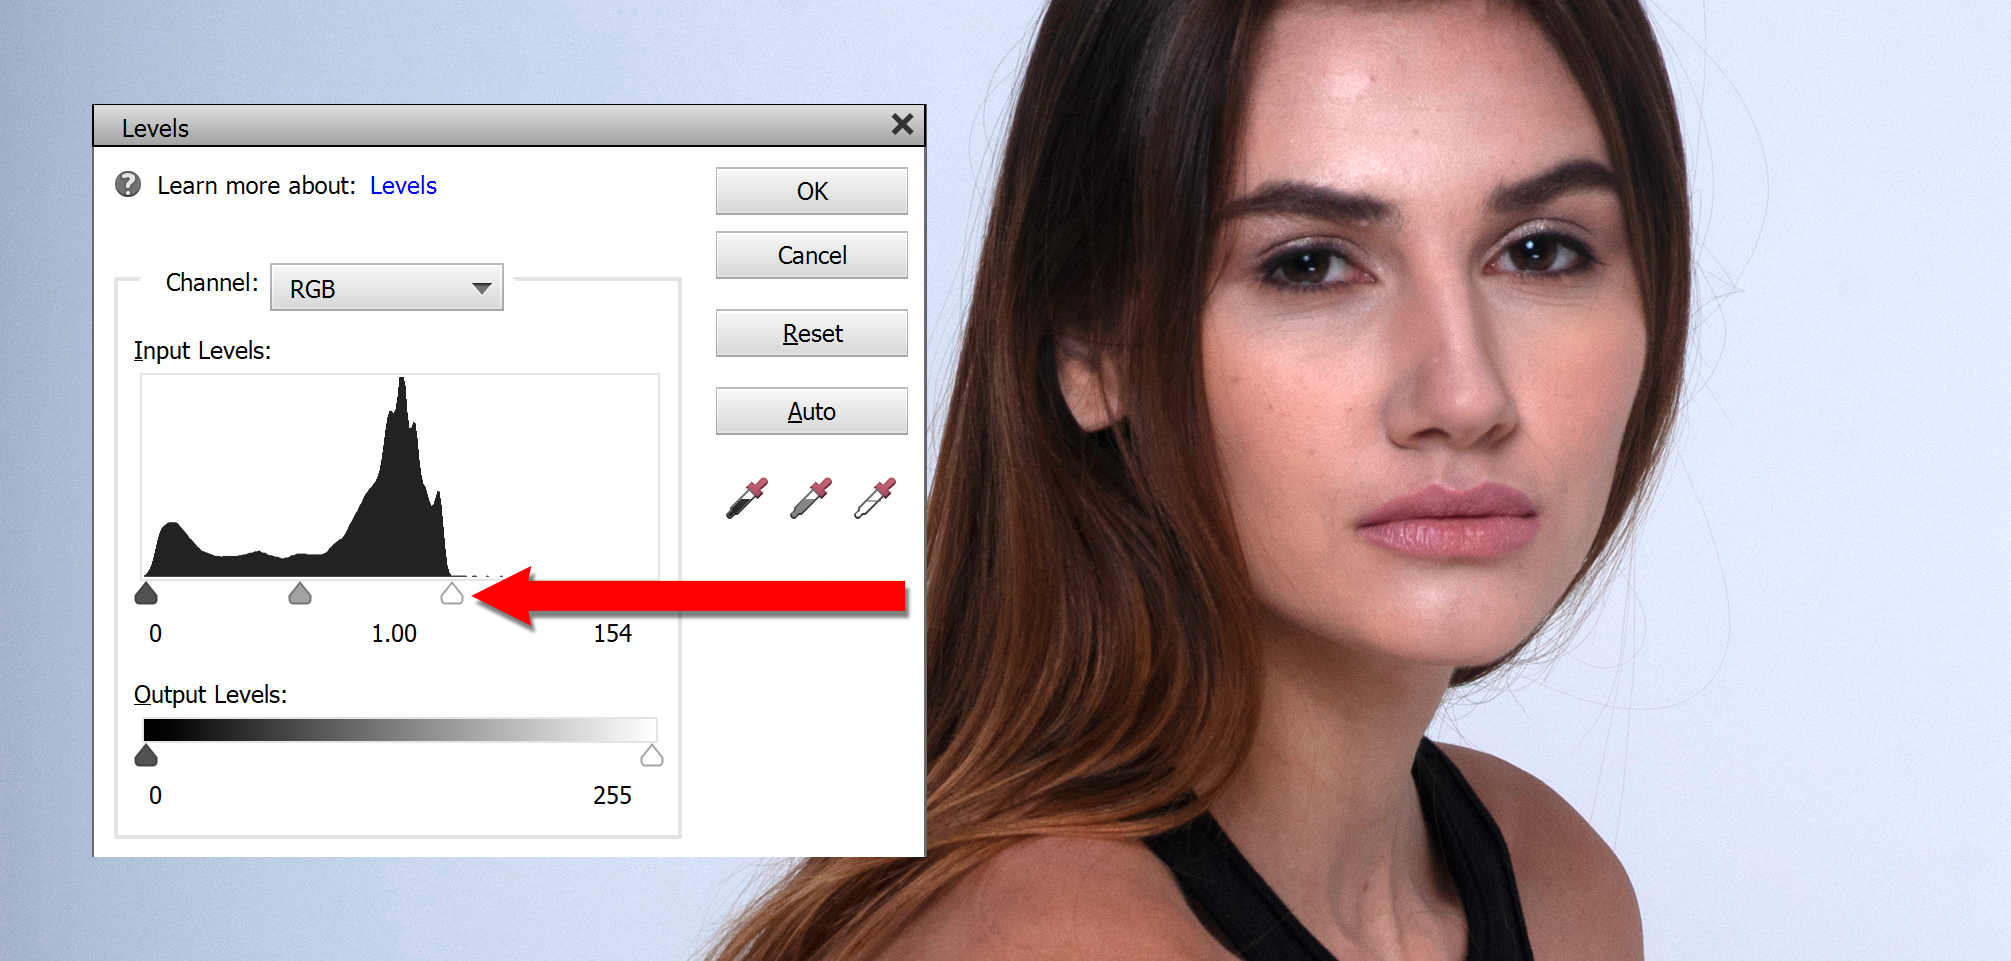 Levels
Learn more about: Levels
OK
Cancel
Channel: RGB
Reset
Input Levels:
Auto
0 1.00 154
Output Levels:
0 255